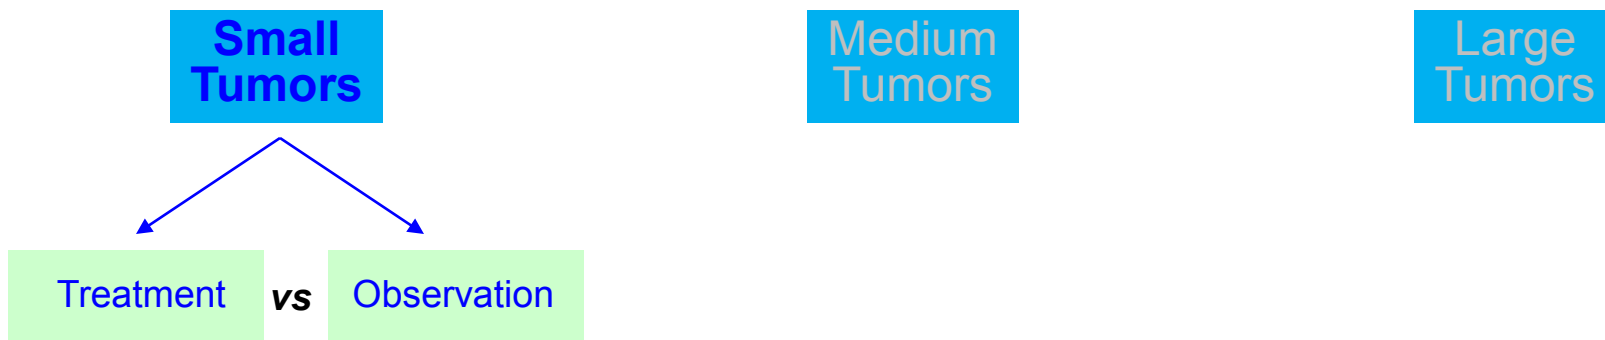 Small
Tumors
Medium
Tumors
Large
Tumors
Treatment
vs
Observation